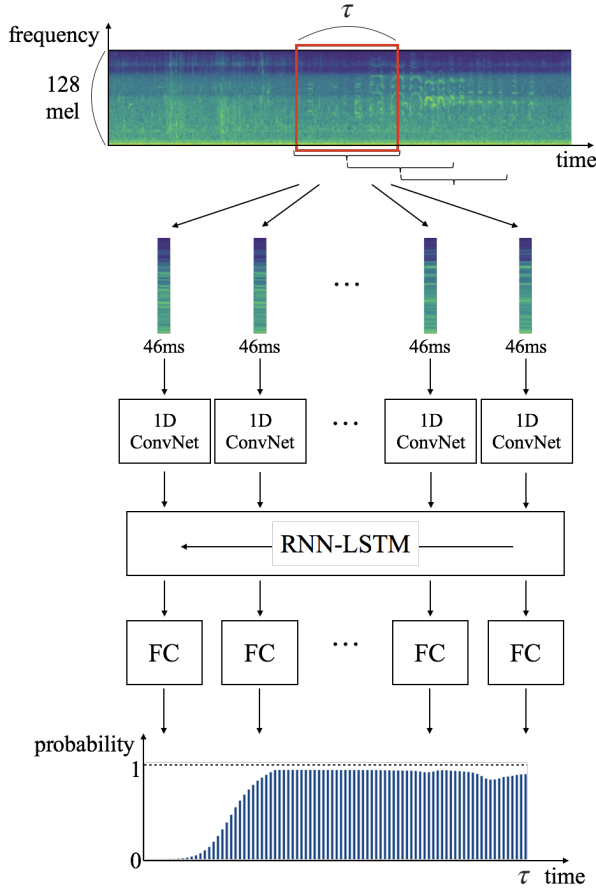 τ
frequency
128
mel
time
46ms
46ms
...
46ms
46ms
1D
ConvNet
1D
ConvNet
...
1D
ConvNet
1D
ConvNet
RNN-LSTM
FC
FC
...
FC
FC
probability
1
0
τ time